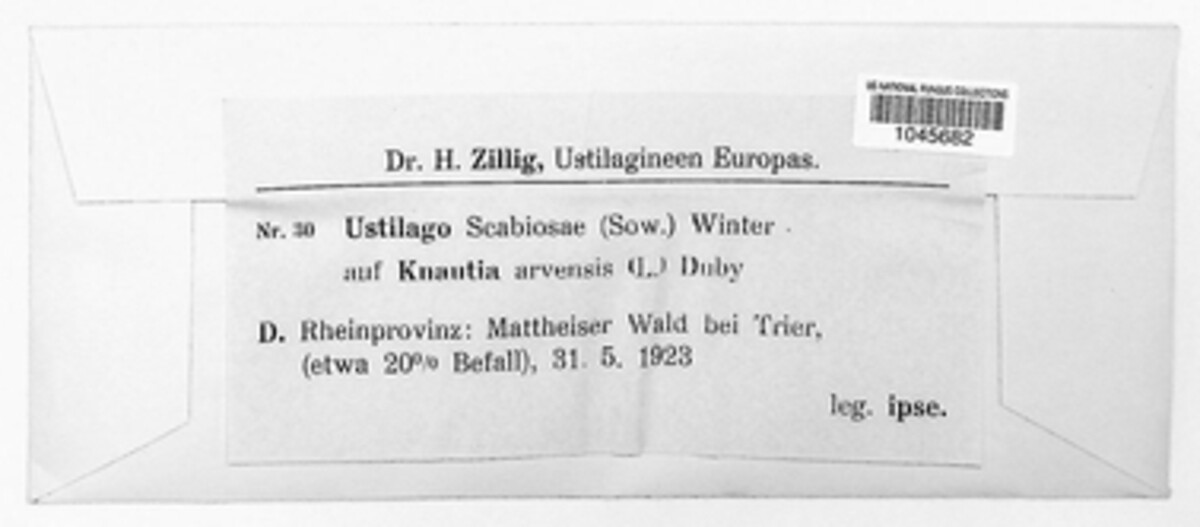 US NATIONAL FUNGUS COLLECTIONS
1045682
Dr. H. Zillig, Ustilagineen Europas.
Nr. 30 Ustilago Scabiosae (Sow.) Winter
auf Knautia arvensis (L.) Duby
D. Rheinprovinz: Mattheiser Wald bei Trier,
(etwa 20% Befall), 31. 5. 1923
leg. ipse.